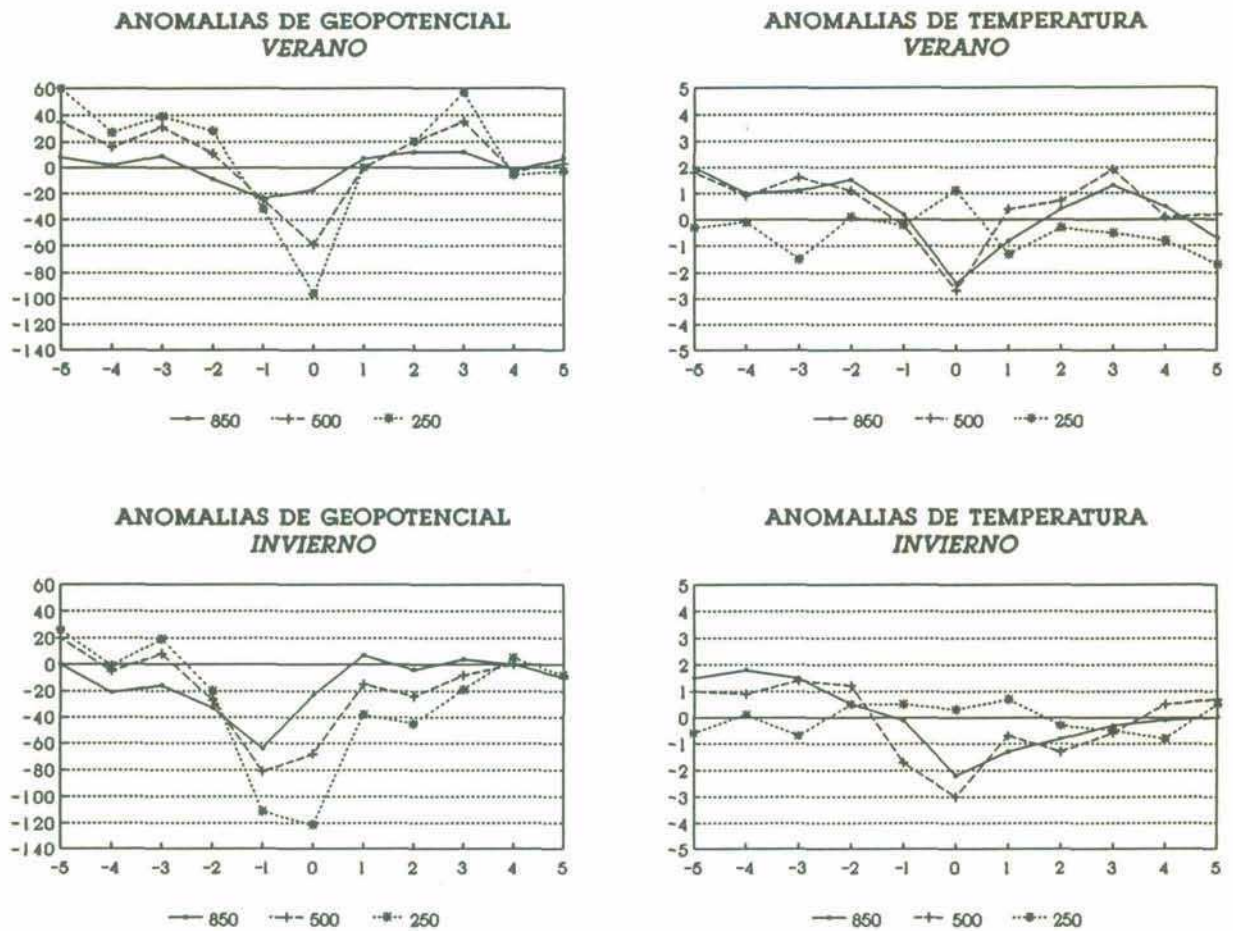 ANOMALIAS DE GEOPOTENCIAL
VERANO
60
40
20
0
-20
-40
-60
-80
-100
-120
-140
-5 -4 -3 -2 -1 0 1 2 3 4 5
850 500 250
ANOMALIAS DE TEMPERATURA
VERANO
5
4
3
2
1
0
-1
-2
-3
-4
-5
-5 -4 -3 -2 -1 0 1 2 3 4 5
850 500 250
ANOMALIAS DE GEOPOTENCIAL
INVIERNO
60
40
20
0
-20
-40
-60
-80
-100
-120
-140
-5 -4 -3 -2 -1 0 1 2 3 4 5
850 500 250
ANOMALIAS DE TEMPERATURA
INVIERNO
5
4
3
2
1
0
-1
-2
-3
-4
-5
-5 -4 -3 -2 -1 0 1 2 3 4 5
850 500 250